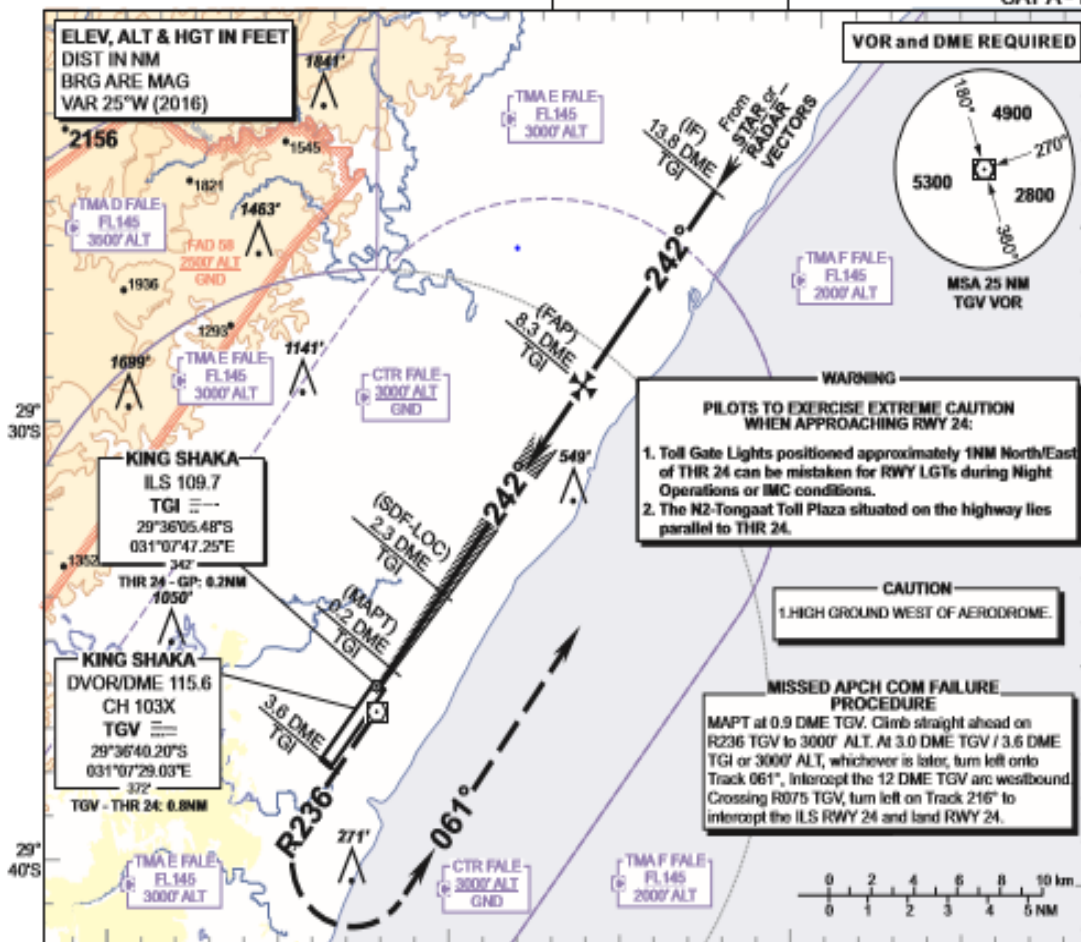 ELEV, ALT & HGT IN FEET
DIST IN NM
BRG ARE MAG
VAR 25°W (2016)
VOR and DME REQUIRED
1841'
2156
1545
1821
1463'
TMA D FALE
FL145
3500' ALT
FAD 58
2500' ALT
GND
1936
1293
1699'
1141'
TMA E FALE
FL145
3000' ALT
TMA E FALE
FL145
3000' ALT
CTR FALE
3000' ALT
GND
From
STAR or
RADAR
VECTORS
(IF)
13.8 DME
TGI
242°
(FAP)
8.3 DME
TGI
180°
4900
270°
5300
2800
360°
MSA 25 NM
TGV VOR
TMA F FALE
FL145
2000' ALT
WARNING
PILOTS TO EXERCISE EXTREME CAUTION
WHEN APPROACHING RWY 24:
1. Toll Gate Lights positioned approximately 1NM North/East
of THR 24 can be mistaken for RWY LGTs during Night
Operations or IMC conditions.
2. The N2-Tongaat Toll Plaza situated on the highway lies
parallel to THR 24.
29°
30'S
549'
242°
KING SHAKA
ILS 109.7
TGI
29°36'05.48"S
031°07'47.25"E
342'
THR 24 - GP: 0.2NM
1352
1050'
(SDF-LOC)
2.3 DME
TGI
(MAPT)
0.2 DME
TGI
CAUTION
1.HIGH GROUND WEST OF AERODROME.
KING SHAKA
DVOR/DME 115.6
CH 103X
TGV
29°36'40.20"S
031°07'29.03"E
372'
TGV - THR 24: 0.8NM
3.6 DME
TGI
MISSED APCH COM FAILURE
PROCEDURE
MAPT at 0.9 DME TGV. Climb straight ahead on
R236 TGV to 3000' ALT. At 3.0 DME TGV / 3.6 DME
TGI or 3000' ALT, whichever is later, turn left onto
Track 061°, Intercept the 12 DME TGV arc westbound.
Crossing R075 TGV, turn left on Track 216° to
intercept the ILS RWY 24 and land RWY 24.
R236
061°
271'
29°
40'S
TMA E FALE
FL145
3000' ALT
CTR FALE
3000' ALT
GND
TMA F FALE
FL145
2000' ALT
0 2 4 6 8 10 km
0 1 2 3 4 5 NM